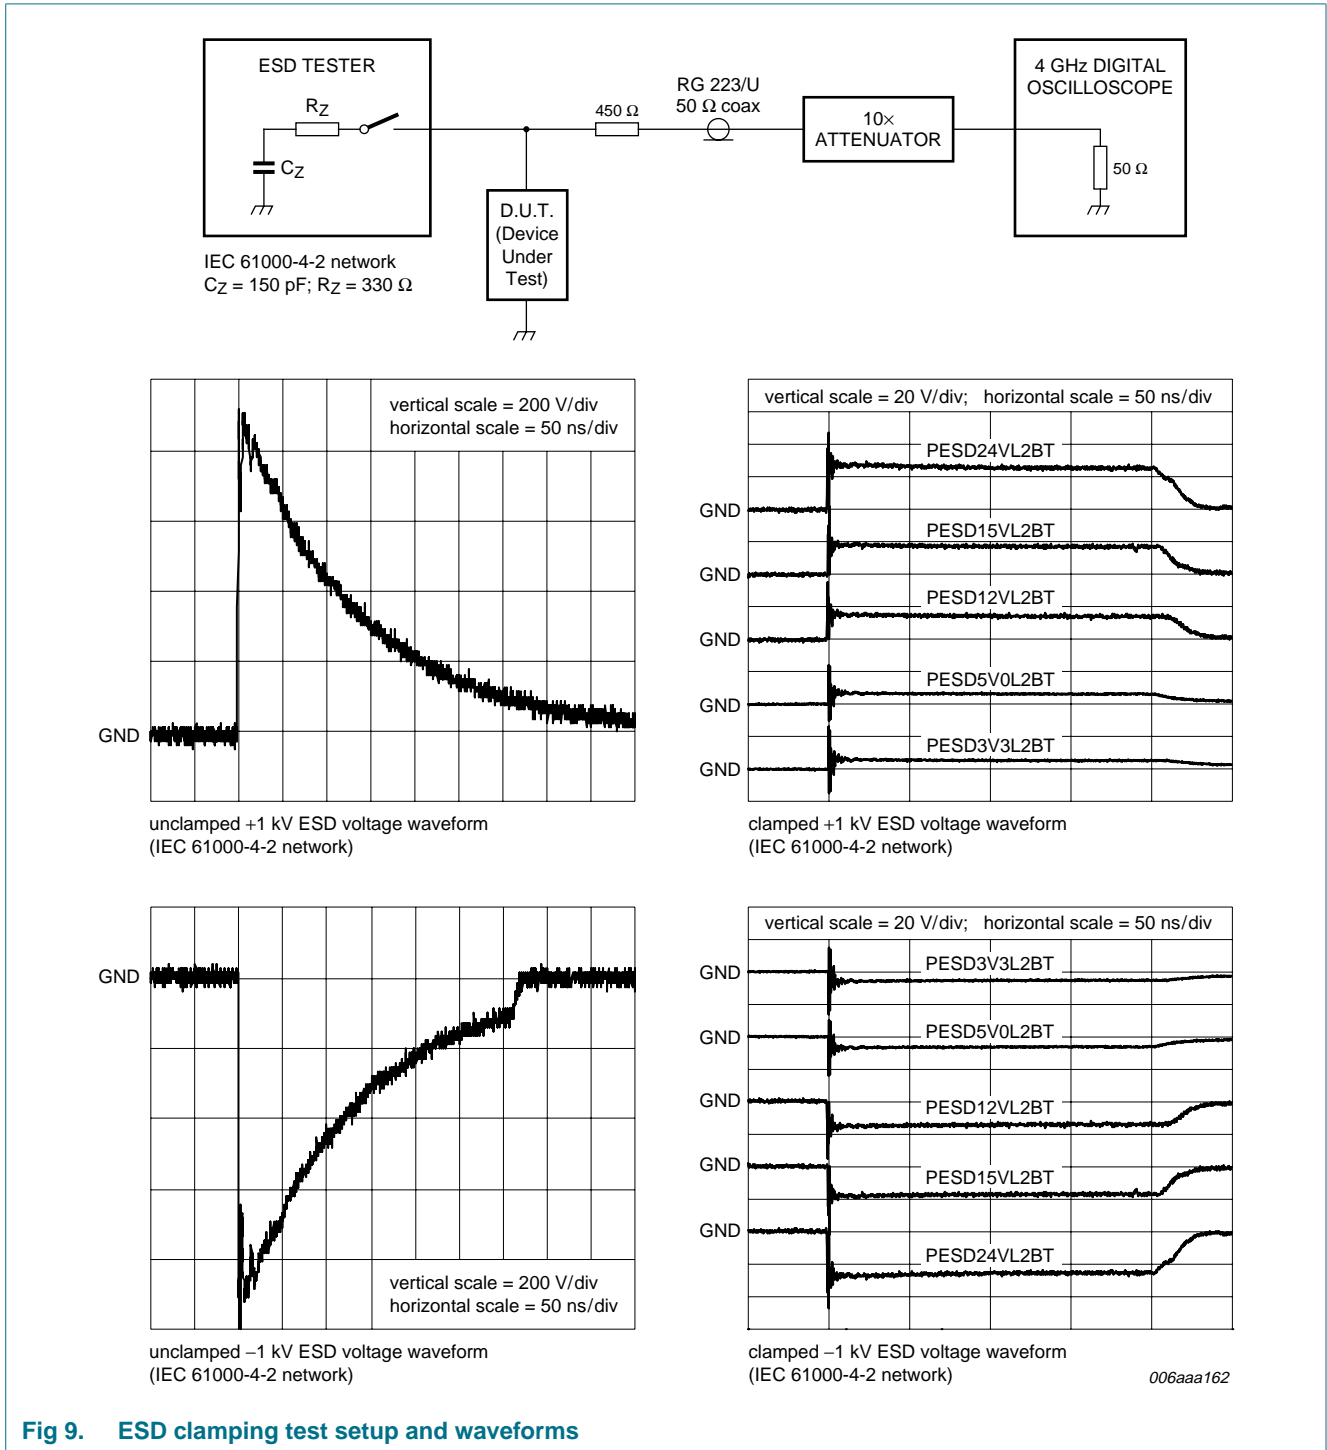 ESD TESTER
RZ
CZ
IEC 61000-4-2 network
CZ = 150 pF; RZ = 330 Ω
D.U.T.
(Device
Under
Test)
450 Ω
RG 223/U
50 Ω coax
10×
ATTENUATOR
4 GHz DIGITAL
OSCILLOSCOPE
50 Ω
vertical scale = 200 V/div
horizontal scale = 50 ns/div
GND
unclamped +1 kV ESD voltage waveform
(IEC 61000-4-2 network)
vertical scale = 20 V/div; horizontal scale = 50 ns/div
PESD24VL2BT
GND
PESD15VL2BT
GND
PESD12VL2BT
GND
PESD5V0L2BT
GND
PESD3V3L2BT
GND
clamped +1 kV ESD voltage waveform
(IEC 61000-4-2 network)
GND
vertical scale = 200 V/div
horizontal scale = 50 ns/div
unclamped −1 kV ESD voltage waveform
(IEC 61000-4-2 network)
vertical scale = 20 V/div; horizontal scale = 50 ns/div
PESD3V3L2BT
GND
PESD5V0L2BT
GND
PESD12VL2BT
GND
PESD15VL2BT
GND
GND
PESD24VL2BT
clamped −1 kV ESD voltage waveform
(IEC 61000-4-2 network)
006aaa162
Fig 9. ESD clamping test setup and waveforms